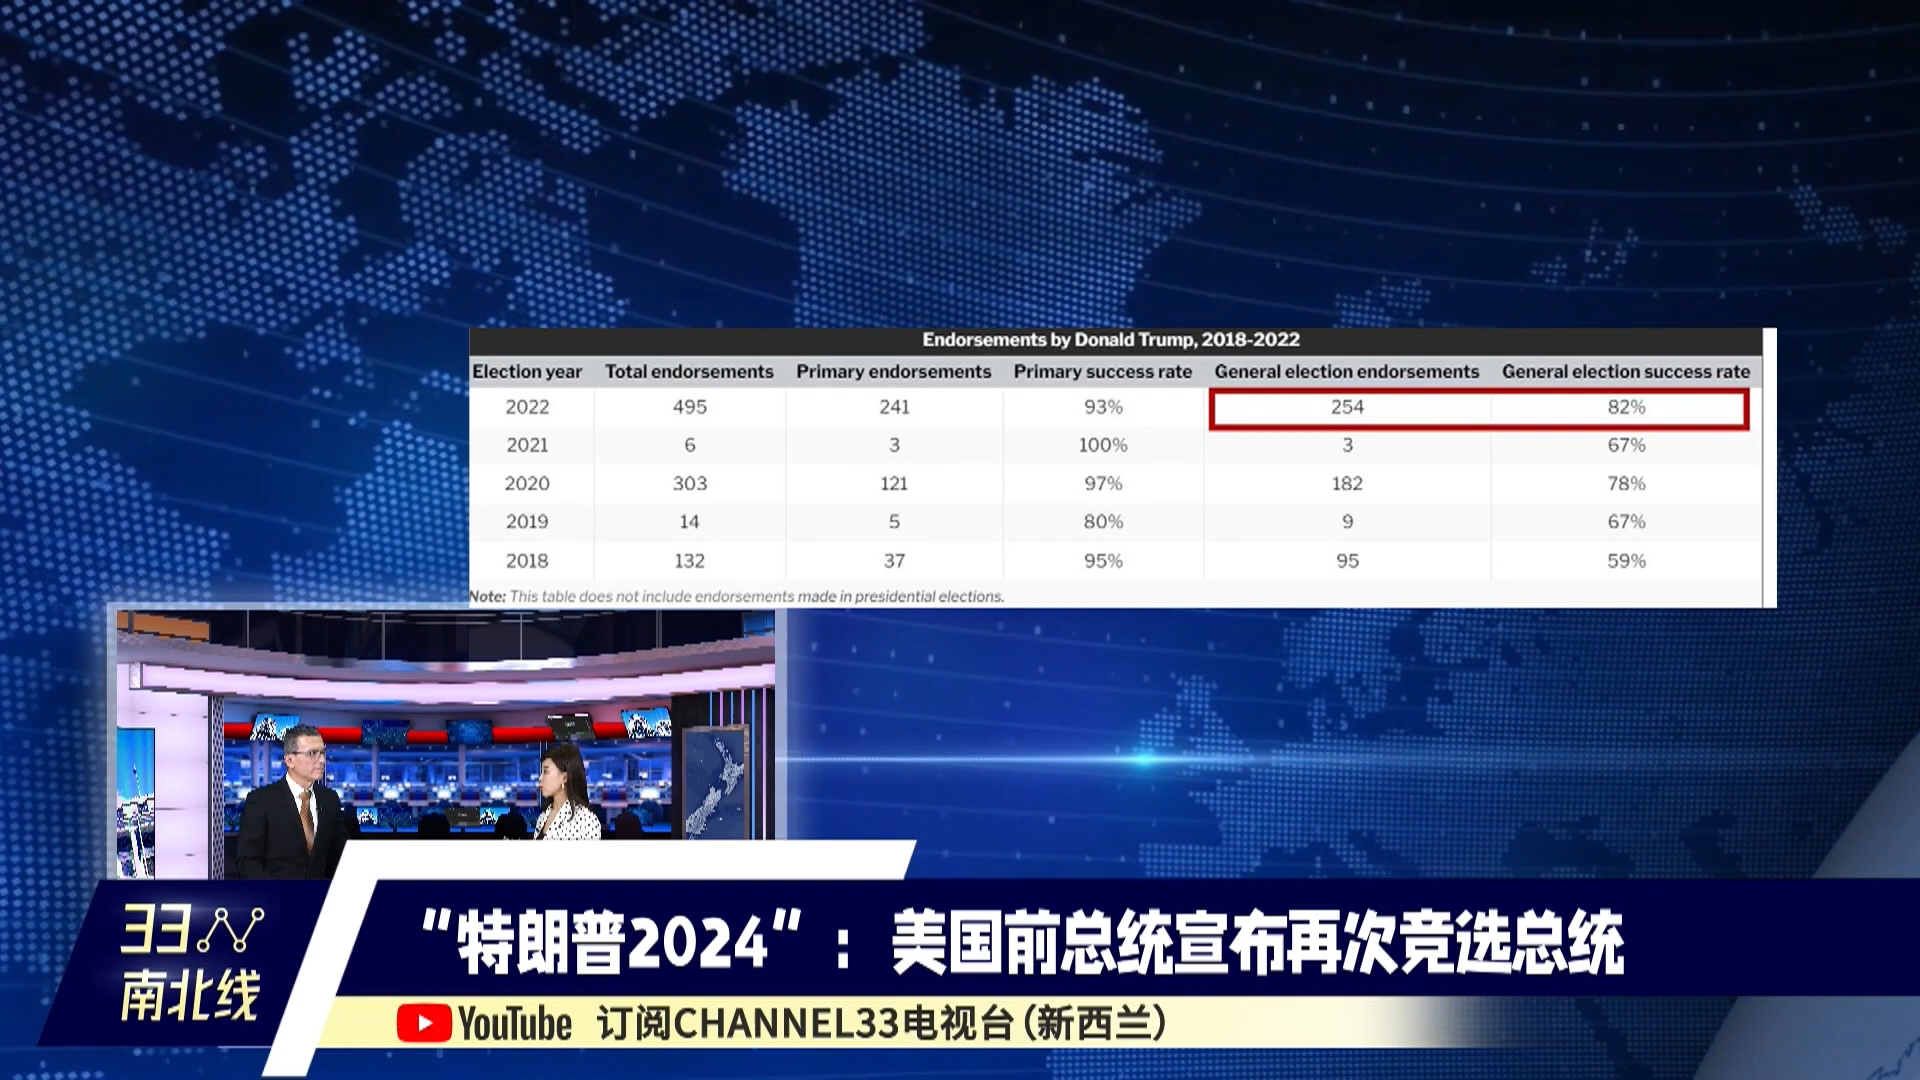 Endorsements by Donald Trump, 2018-2022
Election year Total endorsements Primary endorsements Primary success rate General election endorsements General election success rate
2022 495 241 93% 254 82%
2021 6 3 100% 3 67%
2020 303 121 97% 182 78%
2019 14 5 80% 9 67%
2018 132 37 95% 95 59%
Note: This table does not include endorsements made in presidential elections.
33
南北线
“特朗普2024”：美国前总统宣布再次竞选总统
YouTube 订阅CHANNEL33电视台(新西兰)